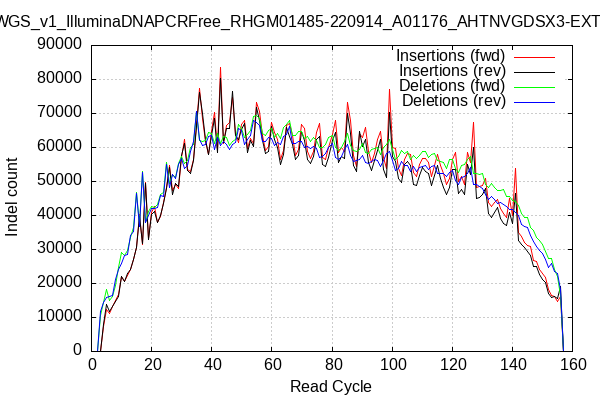 WGS_v1_IlluminaDNAPCRFree_RHGM01485-220914_A01176_AHTNVGDSX3-EXT
Insertions (fwd)
Insertions (rev)
Deletions (fwd)
Deletions (rev)
Indel count
90000
80000
70000
60000
50000
40000
30000
20000
10000
0
0 20 40 60 80 100 120 140 160
Read Cycle